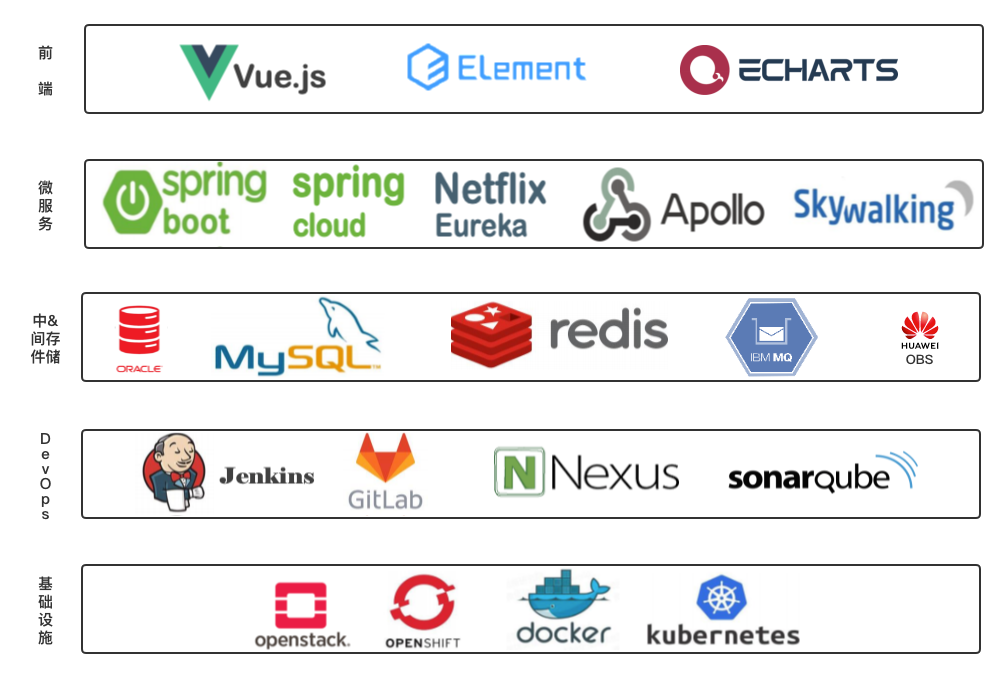 前
端
Vue.js
Element
ECHARTS
微
服
务
spring
boot
spring
cloud
Netflix
Eureka
Apollo
Skywalking
中&
间存
件储
ORACLE
MySQL™
redis
IBM MQ
HUAWEI
OBS
D
e
v
O
p
s
Jenkins
GitLab
N Nexus
sonarqube
基
础
设
施
openstack.
OPENSHIFT
docker
kubernetes